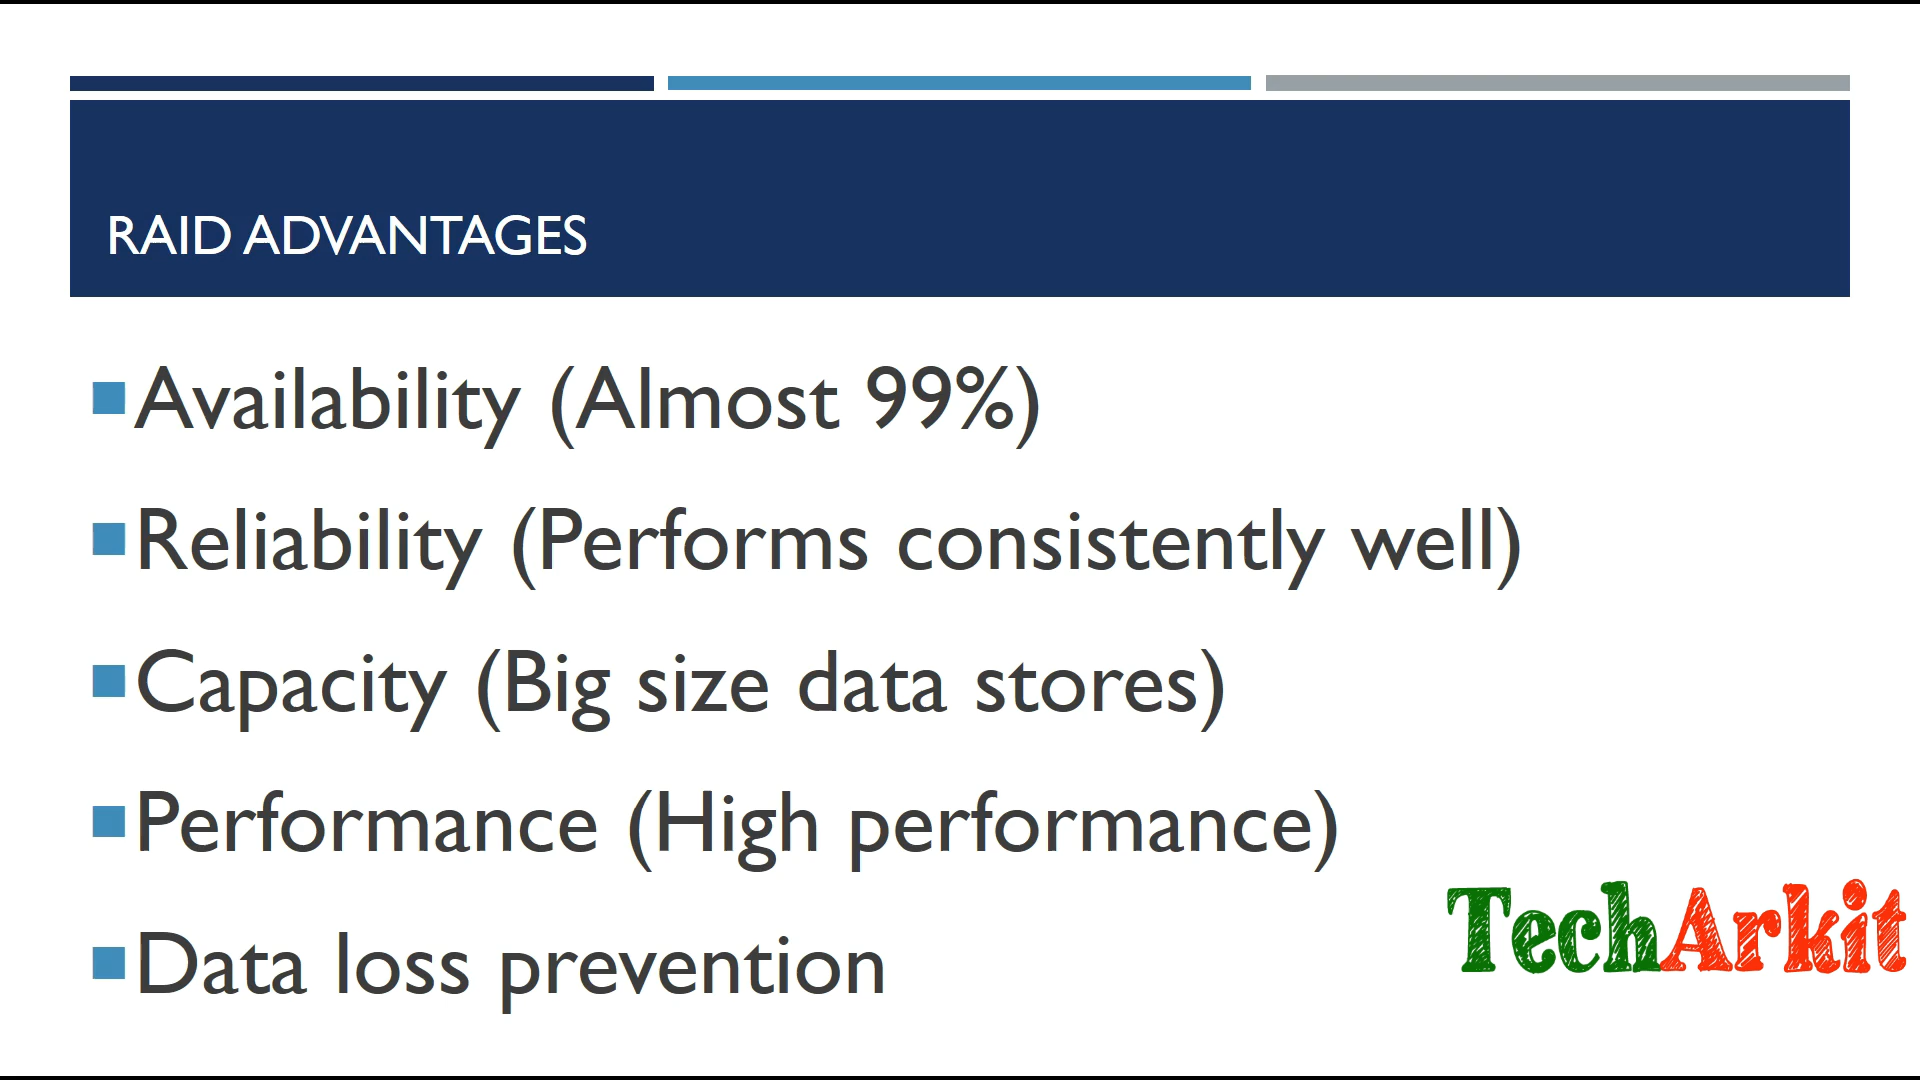 RAID ADVANTAGES
Availability (Almost 99%)
Reliability (Performs consistently well)
Capacity (Big size data stores)
Performance (High performance)
Data loss prevention
TechArkit